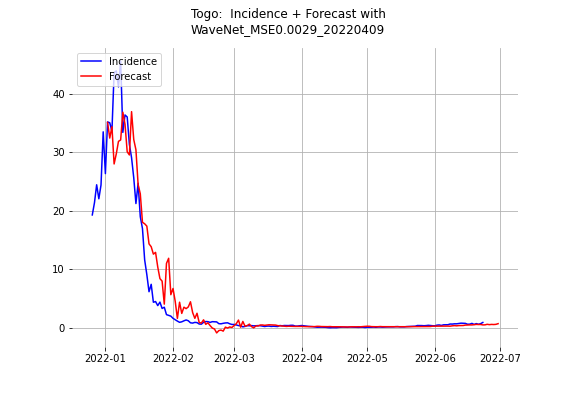 Togo:  Incidence + Forecast with
WaveNet_MSE0.0029_20220409
Incidence
Forecast
40
30
20
10
0
2022-01 2022-02 2022-03 2022-04 2022-05 2022-06 2022-07